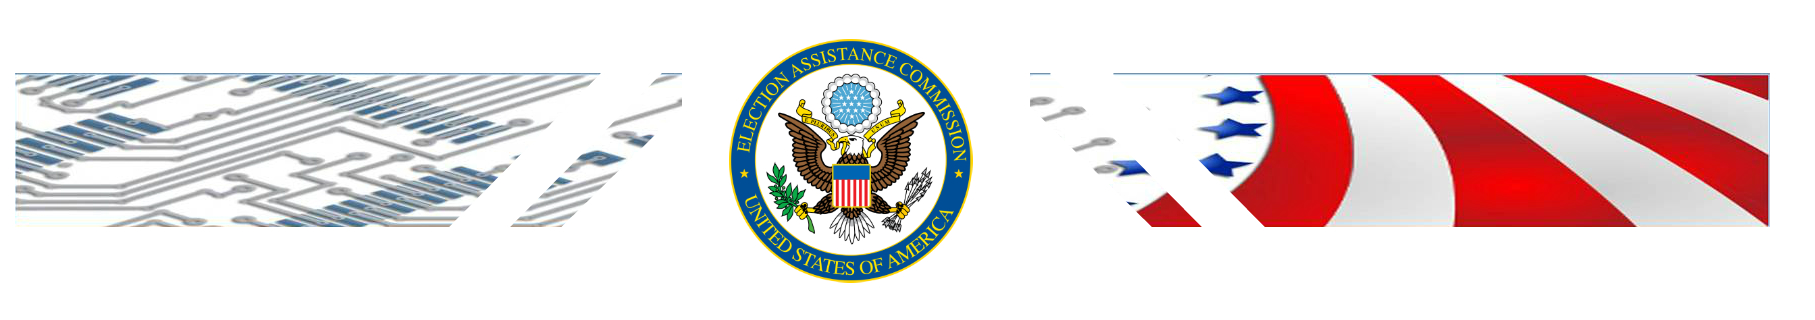 ELECTION ASSISTANCE COMMISSION
UNITED STATES OF AMERICA